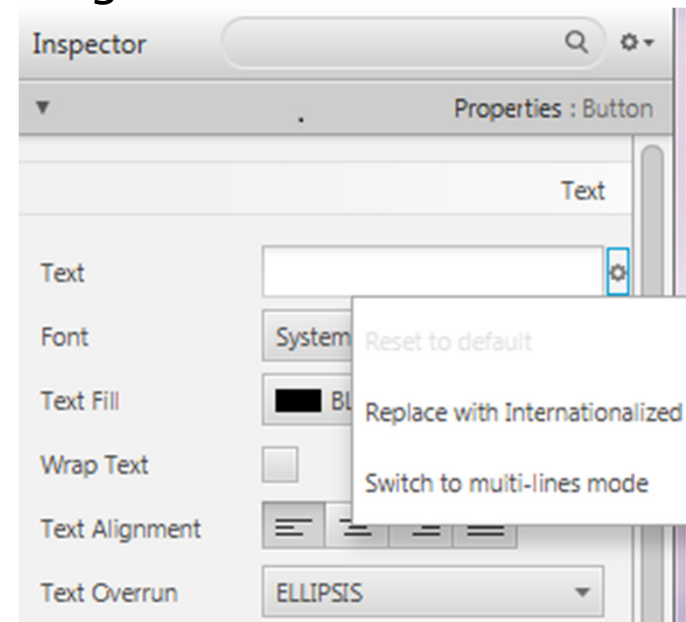 Inspector
Properties : Button
Text
Text
Font System
Reset to default
Text Fill BL
Replace with Internationalized
Wrap Text
Switch to multi-lines mode
Text Alignment
Text Overrun ELLIPSIS